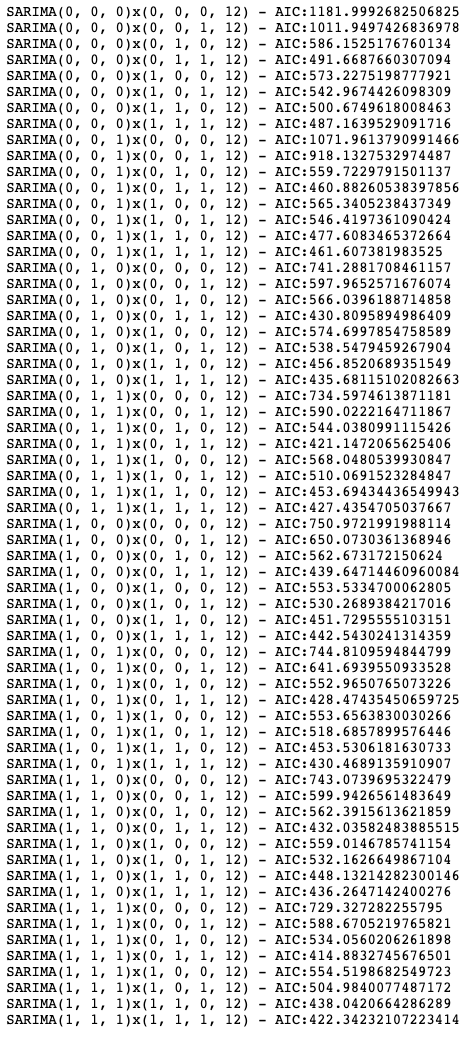 SARIMA(0, 0, 0)x(0, 0, 0, 12) - AIC:1181.9992682506825
SARIMA(0, 0, 0)x(0, 0, 1, 12) - AIC:1011.9497426836978
SARIMA(0, 0, 0)x(0, 1, 0, 12) - AIC:586.1525176760134
SARIMA(0, 0, 0)x(0, 1, 1, 12) - AIC:491.6687660307094
SARIMA(0, 0, 0)x(1, 0, 0, 12) - AIC:573.2275198777921
SARIMA(0, 0, 0)x(1, 0, 1, 12) - AIC:542.9674426098309
SARIMA(0, 0, 0)x(1, 1, 0, 12) - AIC:500.6749618008463
SARIMA(0, 0, 0)x(1, 1, 1, 12) - AIC:487.1639529091716
SARIMA(0, 0, 1)x(0, 0, 0, 12) - AIC:1071.9613790991466
SARIMA(0, 0, 1)x(0, 0, 1, 12) - AIC:918.1327532974487
SARIMA(0, 0, 1)x(0, 1, 0, 12) - AIC:559.7229791501137
SARIMA(0, 0, 1)x(0, 1, 1, 12) - AIC:460.88260538397856
SARIMA(0, 0, 1)x(1, 0, 0, 12) - AIC:565.3405238437349
SARIMA(0, 0, 1)x(1, 0, 1, 12) - AIC:546.4197361090424
SARIMA(0, 0, 1)x(1, 1, 0, 12) - AIC:477.6083465372664
SARIMA(0, 0, 1)x(1, 1, 1, 12) - AIC:461.607381983525
SARIMA(0, 1, 0)x(0, 0, 0, 12) - AIC:741.2881708461157
SARIMA(0, 1, 0)x(0, 0, 1, 12) - AIC:597.9652571676074
SARIMA(0, 1, 0)x(0, 1, 0, 12) - AIC:566.0396188714858
SARIMA(0, 1, 0)x(0, 1, 1, 12) - AIC:430.8095894986409
SARIMA(0, 1, 0)x(1, 0, 0, 12) - AIC:574.6997854758589
SARIMA(0, 1, 0)x(1, 0, 1, 12) - AIC:538.5479459267904
SARIMA(0, 1, 0)x(1, 1, 0, 12) - AIC:456.8520689351549
SARIMA(0, 1, 0)x(1, 1, 1, 12) - AIC:435.68115102082663
SARIMA(0, 1, 1)x(0, 0, 0, 12) - AIC:734.5974613871181
SARIMA(0, 1, 1)x(0, 0, 1, 12) - AIC:590.0222164711867
SARIMA(0, 1, 1)x(0, 1, 0, 12) - AIC:544.0380991115426
SARIMA(0, 1, 1)x(0, 1, 1, 12) - AIC:421.1472065625406
SARIMA(0, 1, 1)x(1, 0, 0, 12) - AIC:568.0480539930847
SARIMA(0, 1, 1)x(1, 0, 1, 12) - AIC:510.0691523284847
SARIMA(0, 1, 1)x(1, 1, 0, 12) - AIC:453.69434436549943
SARIMA(0, 1, 1)x(1, 1, 1, 12) - AIC:427.4354705037667
SARIMA(1, 0, 0)x(0, 0, 0, 12) - AIC:750.9721991988114
SARIMA(1, 0, 0)x(0, 0, 1, 12) - AIC:650.0730361368946
SARIMA(1, 0, 0)x(0, 1, 0, 12) - AIC:562.673172150624
SARIMA(1, 0, 0)x(0, 1, 1, 12) - AIC:439.64714460960084
SARIMA(1, 0, 0)x(1, 0, 0, 12) - AIC:553.5334700062805
SARIMA(1, 0, 0)x(1, 0, 1, 12) - AIC:530.2689384217016
SARIMA(1, 0, 0)x(1, 1, 0, 12) - AIC:451.7295555103151
SARIMA(1, 0, 0)x(1, 1, 1, 12) - AIC:442.5430241314359
SARIMA(1, 0, 1)x(0, 0, 0, 12) - AIC:744.8109594844799
SARIMA(1, 0, 1)x(0, 0, 1, 12) - AIC:641.6939550933528
SARIMA(1, 0, 1)x(0, 1, 0, 12) - AIC:552.9650765073226
SARIMA(1, 0, 1)x(0, 1, 1, 12) - AIC:428.47435450659725
SARIMA(1, 0, 1)x(1, 0, 0, 12) - AIC:553.6563830030266
SARIMA(1, 0, 1)x(1, 0, 1, 12) - AIC:518.6857899576446
SARIMA(1, 0, 1)x(1, 1, 0, 12) - AIC:453.5306181630733
SARIMA(1, 0, 1)x(1, 1, 1, 12) - AIC:430.4689135910907
SARIMA(1, 1, 0)x(0, 0, 0, 12) - AIC:743.0739695322479
SARIMA(1, 1, 0)x(0, 0, 1, 12) - AIC:599.9426561483649
SARIMA(1, 1, 0)x(0, 1, 0, 12) - AIC:562.3915613621859
SARIMA(1, 1, 0)x(0, 1, 1, 12) - AIC:432.03582483885515
SARIMA(1, 1, 0)x(1, 0, 0, 12) - AIC:559.0146785741154
SARIMA(1, 1, 0)x(1, 0, 1, 12) - AIC:532.1626649867104
SARIMA(1, 1, 0)x(1, 1, 0, 12) - AIC:448.13214282300146
SARIMA(1, 1, 0)x(1, 1, 1, 12) - AIC:436.2647142400276
SARIMA(1, 1, 1)x(0, 0, 0, 12) - AIC:729.327282255795
SARIMA(1, 1, 1)x(0, 0, 1, 12) - AIC:588.6705219765821
SARIMA(1, 1, 1)x(0, 1, 0, 12) - AIC:534.0560206261898
SARIMA(1, 1, 1)x(0, 1, 1, 12) - AIC:414.8832745676501
SARIMA(1, 1, 1)x(1, 0, 0, 12) - AIC:554.5198682549723
SARIMA(1, 1, 1)x(1, 0, 1, 12) - AIC:504.9840077487172
SARIMA(1, 1, 1)x(1, 1, 0, 12) - AIC:438.0420664286289
SARIMA(1, 1, 1)x(1, 1, 1, 12) - AIC:422.34232107223414